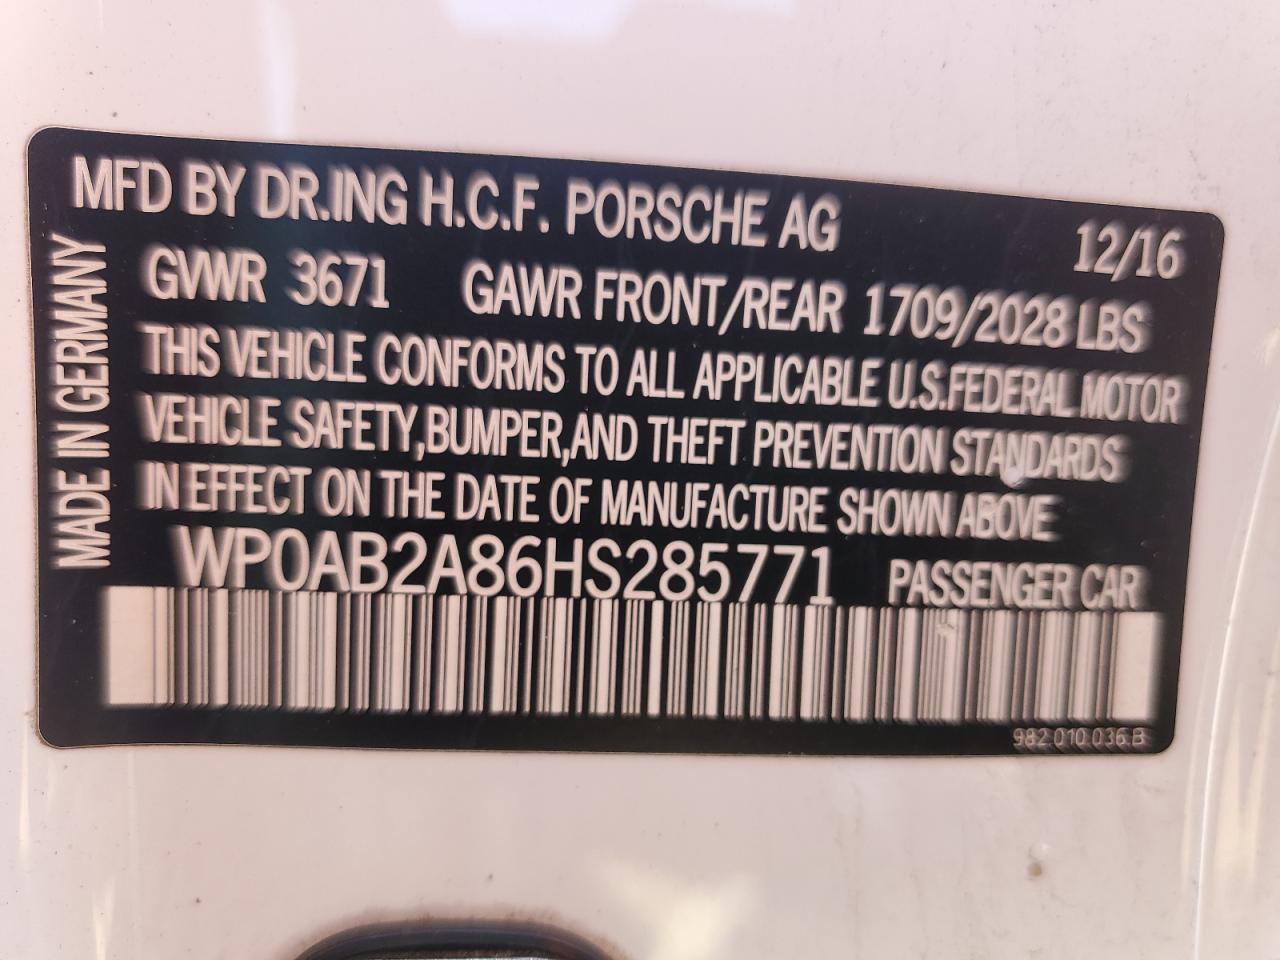 MFD BY DR.ING H.C.F. PORSCHE AG 12/16
GVWR 3671 GAWR FRONT/REAR 1709/2028 LBS
THIS VEHICLE CONFORMS TO ALL APPLICABLE U.S.FEDERAL MOTOR
VEHICLE SAFETY,BUMPER,AND THEFT PREVENTION STANDARDS
IN EFFECT ON THE DATE OF MANUFACTURE SHOWN ABOVE
WP0AB2A86HS285771 PASSENGER CAR
982.010.036.B
MADE IN GERMANY